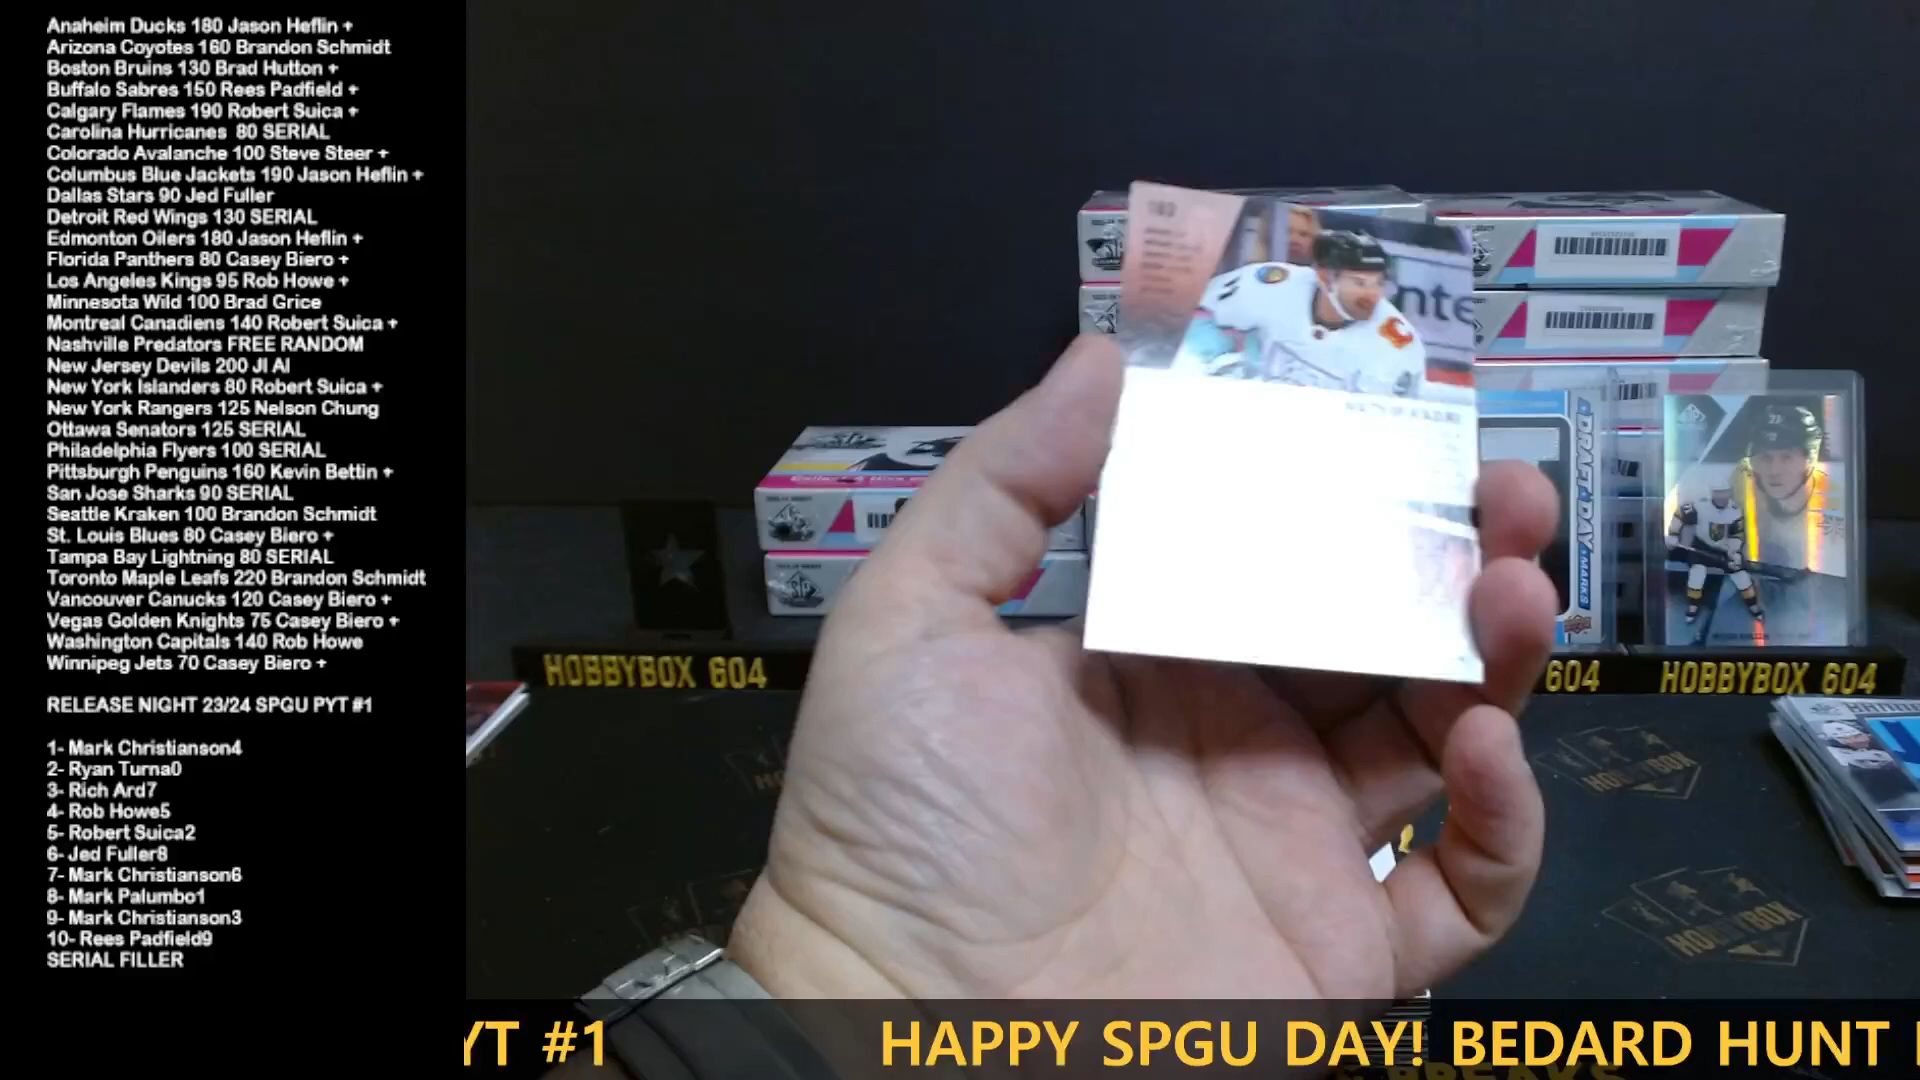 Anaheim Ducks 180 Jason Heflin +
Arizona Coyotes 160 Brandon Schmidt
Boston Bruins 130 Brad Hutton +
Buffalo Sabres 150 Rees Padfield +
Calgary Flames 190 Robert Suica +
Carolina Hurricanes 80 SERIAL
Colorado Avalanche 100 Steve Steer +
Columbus Blue Jackets 190 Jason Heflin +
Dallas Stars 90 Jed Fuller
Detroit Red Wings 130 SERIAL
Edmonton Oilers 180 Jason Heflin +
Florida Panthers 80 Casey Biero +
Los Angeles Kings 95 Rob Howe +
Minnesota Wild 100 Brad Grice
Montreal Canadiens 140 Robert Suica +
Nashville Predators FREE RANDOM
New Jersey Devils 200 JI AI
New York Islanders 80 Robert Suica +
New York Rangers 125 Nelson Chung
Ottawa Senators 125 SERIAL
Philadelphia Flyers 100 SERIAL
Pittsburgh Penguins 160 Kevin Bettin +
San Jose Sharks 90 SERIAL
Seattle Kraken 100 Brandon Schmidt
St. Louis Blues 80 Casey Biero +
Tampa Bay Lightning 80 SERIAL
Toronto Maple Leafs 220 Brandon Schmidt
Vancouver Canucks 120 Casey Biero +
Vegas Golden Knights 75 Casey Biero +
Washington Capitals 140 Rob Howe
Winnipeg Jets 70 Casey Biero +
RELEASE NIGHT 23/24 SPGU PYT #1
1- Mark Christianson4
2- Ryan Turna0
3- Rich Ard7
4- Rob Howe5
5- Robert Suica2
6- Jed Fuller8
7- Mark Christianson6
8- Mark Palumbo1
9- Mark Christianson3
10- Rees Padfield9
SERIAL FILLER
nte
DRAFT DAY MARKS
HOBBYBOX 604
604
HOBBYBOX 604
HOBBYBOX
YT #1
HAPPY SPGU DAY! BEDARD HUNT